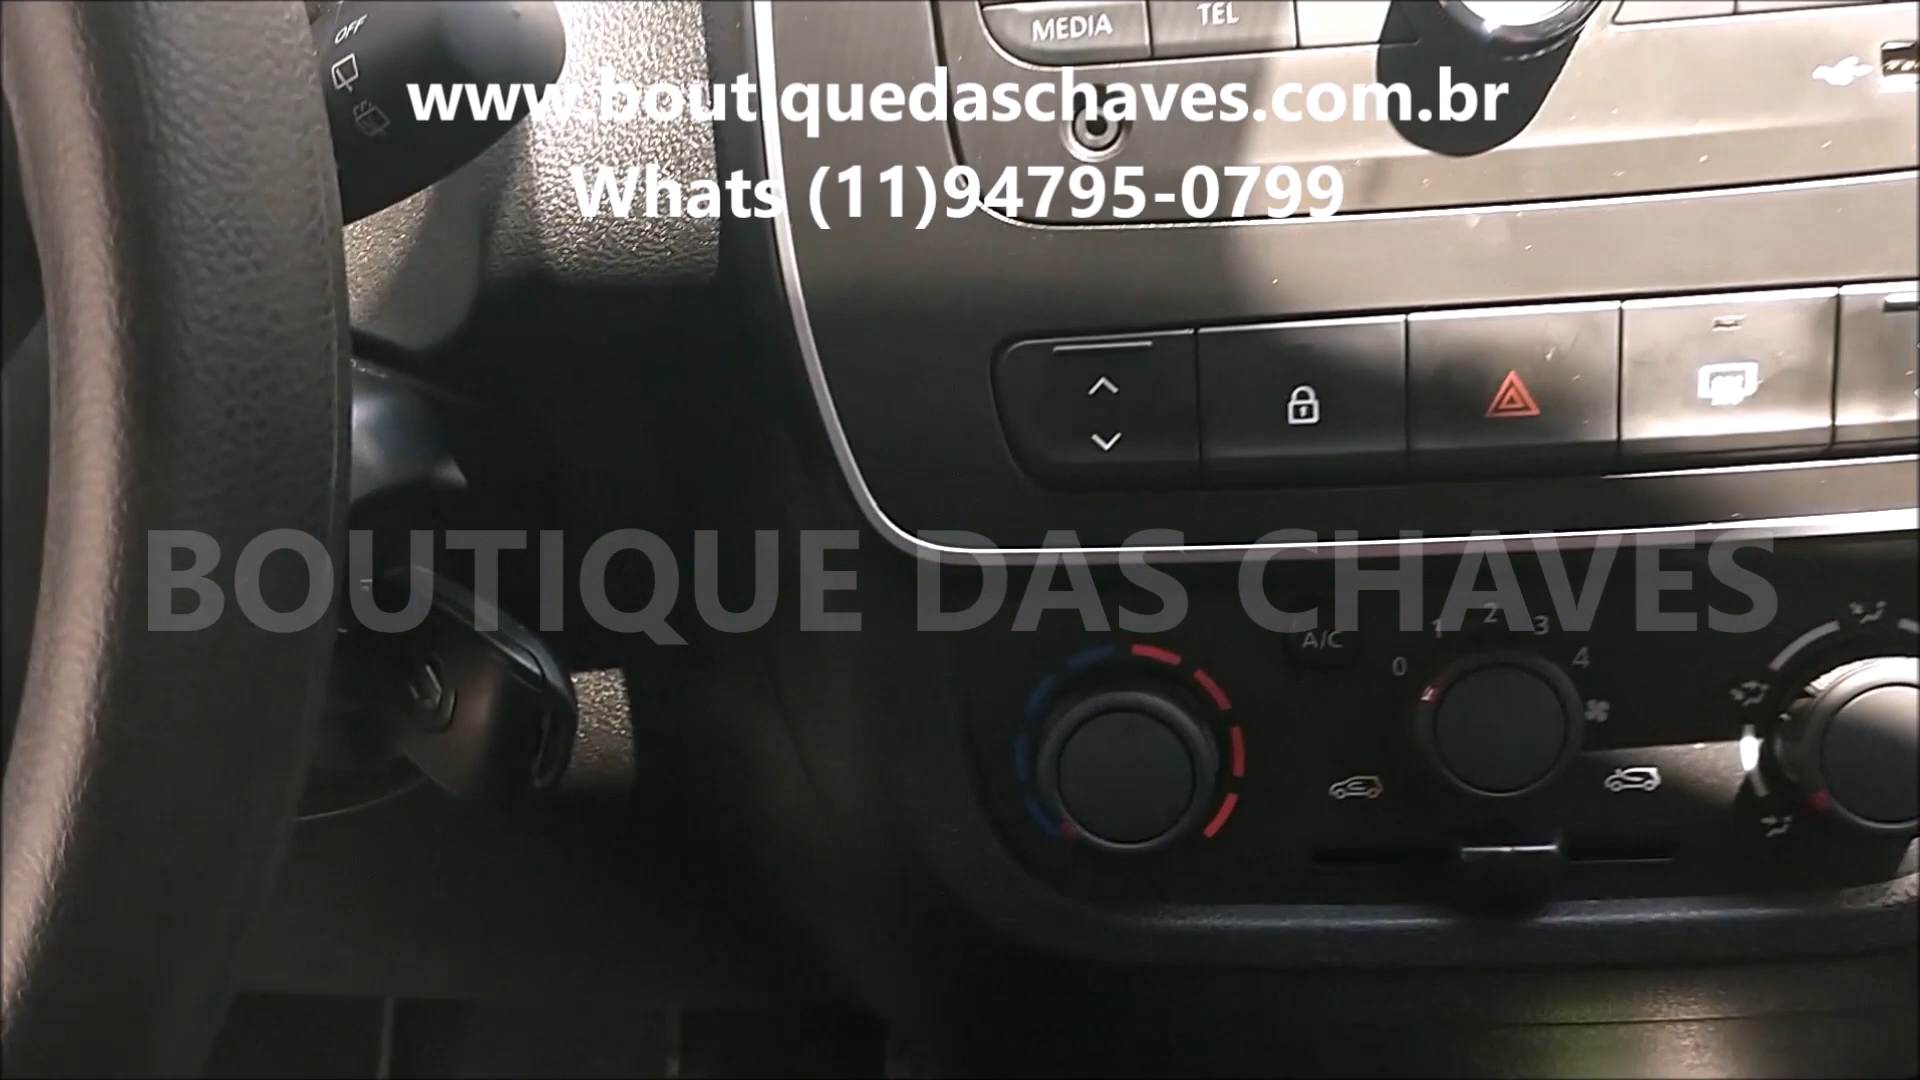 OFF
MEDIA
TEL
www.boutiquedaschaves.com.br
Whats (11)94795-0799
BOUTIQUE DAS CHAVES
A/C
0 1 2 3 4